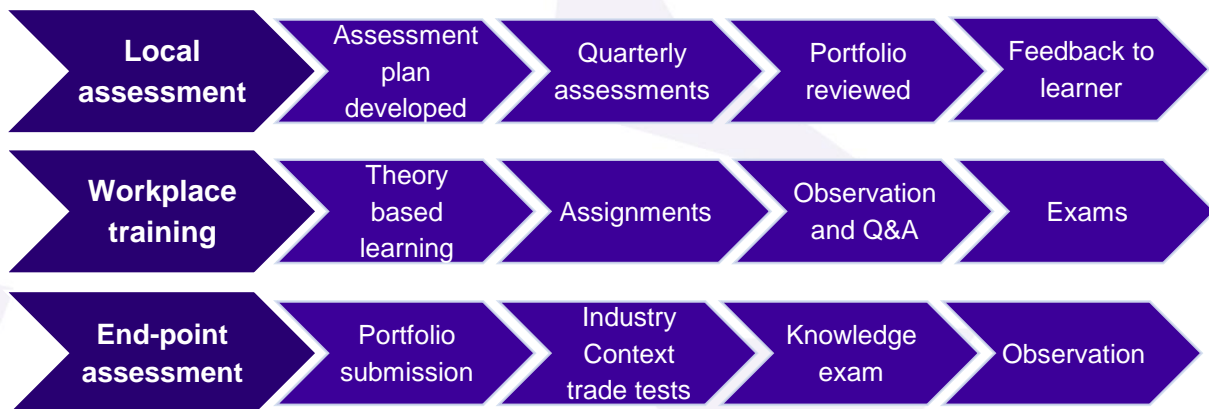 Local
assessment
Assessment
plan
developed
Quarterly
assessments
Portfolio
reviewed
Feedback to
learner
Workplace
training
Theory
based
learning
Assignments
Observation
and Q&A
Exams
End-point
assessment
Portfolio
submission
Industry
Context
trade tests
Knowledge
exam
Observation